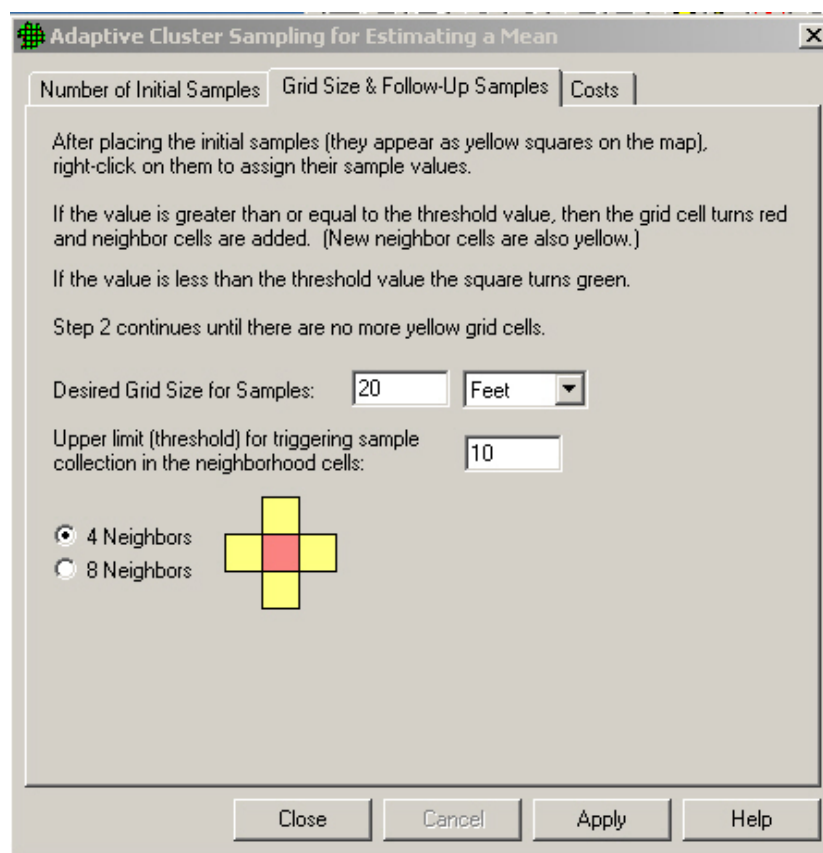 Adaptive Cluster Sampling for Estimating a Mean
Number of Initial Samples
Grid Size & Follow-Up Samples
Costs
After placing the initial samples (they appear as yellow squares on the map),
right-click on them to assign their sample values.
If the value is greater than or equal to the threshold value, then the grid cell turns red
and neighbor cells are added.  (New neighbor cells are also yellow.)
If the value is less than the threshold value the square turns green.
Step 2 continues until there are no more yellow grid cells.
Desired Grid Size for Samples: 20 Feet
Upper limit (threshold) for triggering sample
collection in the neighborhood cells: 10
4 Neighbors
8 Neighbors
Close Cancel Apply Help